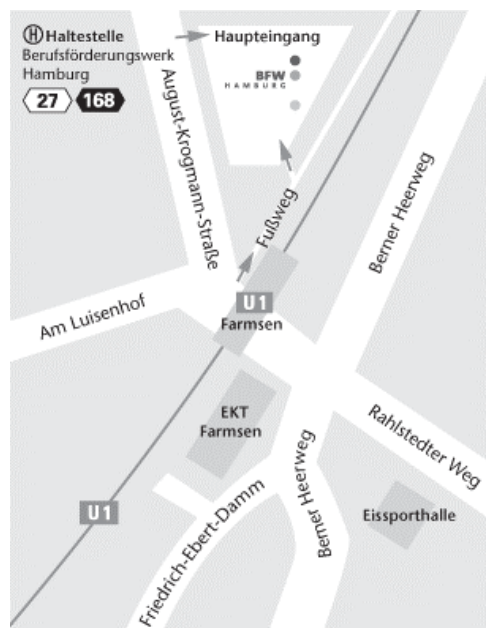 H Haltestelle
Berufsförderungswerk
Hamburg
27 168
Haupteingang
BFW
HAMBURG
August-Krogmann-Straße
Fußweg
Berner Heerweg
Am Luisenhof
U1
Farmsen
EKT
Farmsen
Rahlstedter Weg
Berner Heerweg
Eissporthalle
U1
Friedrich-Ebert-Damm